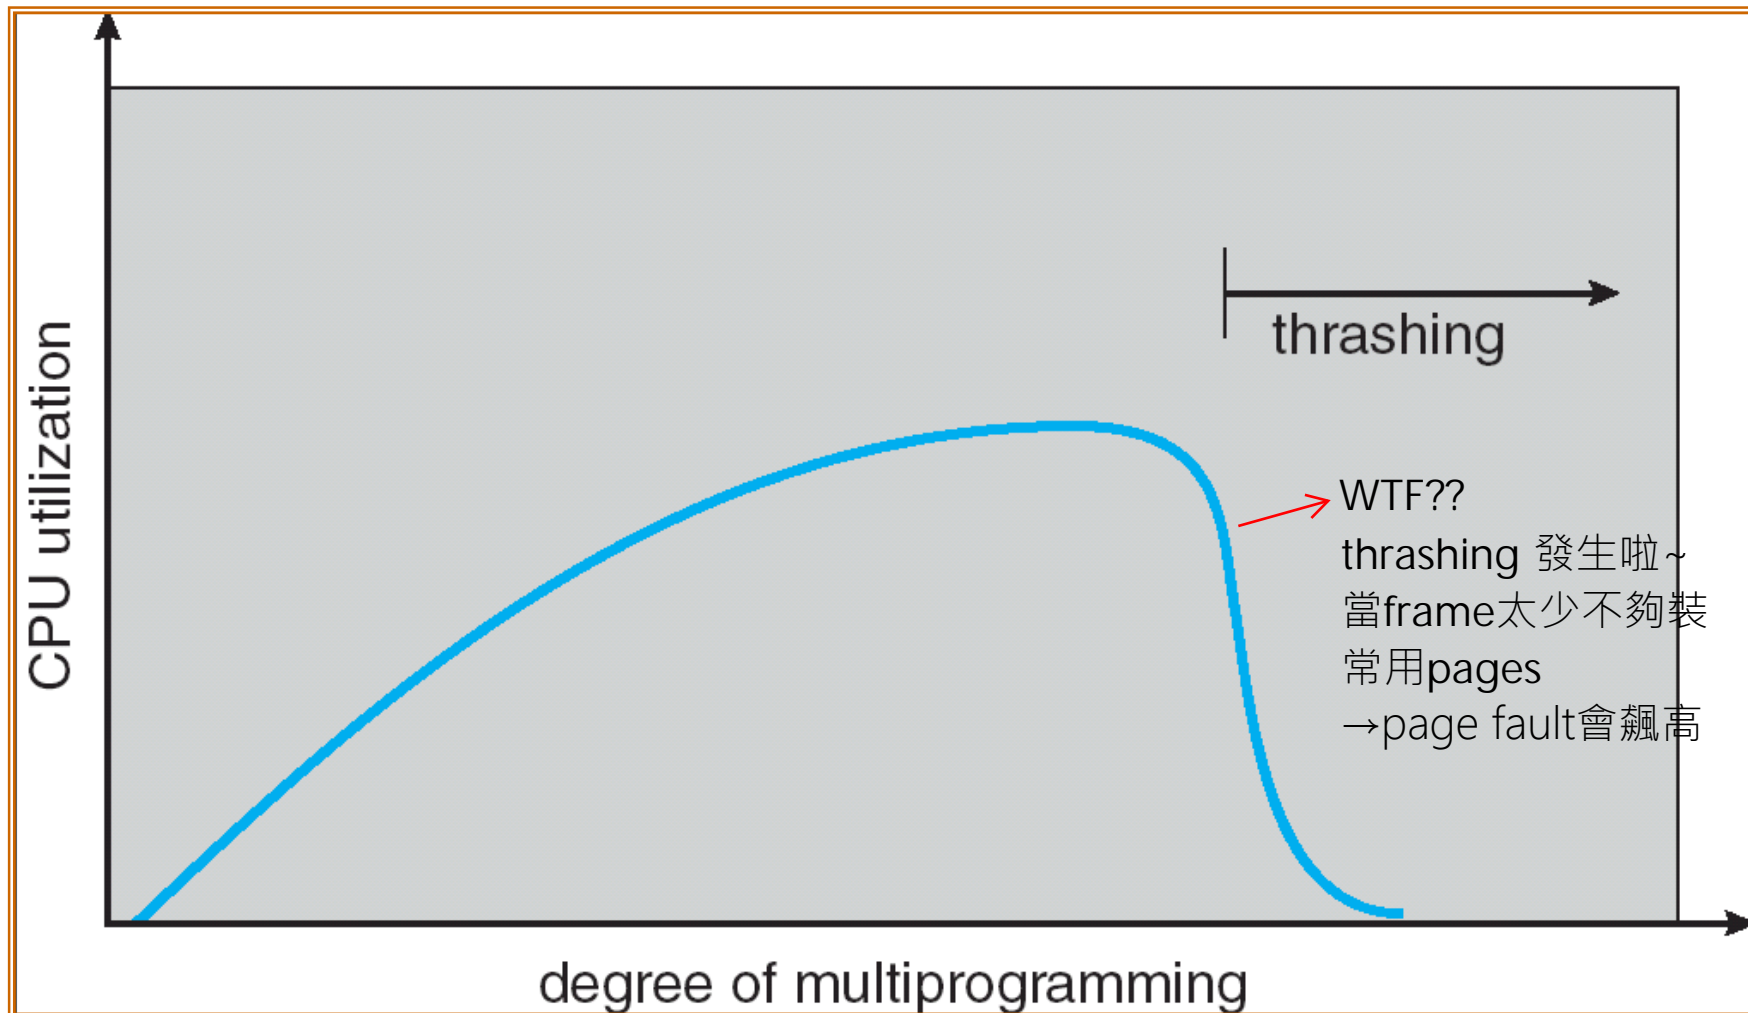 CPU utilization
thrashing
WTF??
thrashing 發生啦~
當frame太少不夠裝
常用pages
→page fault會飆高
degree of multiprogramming